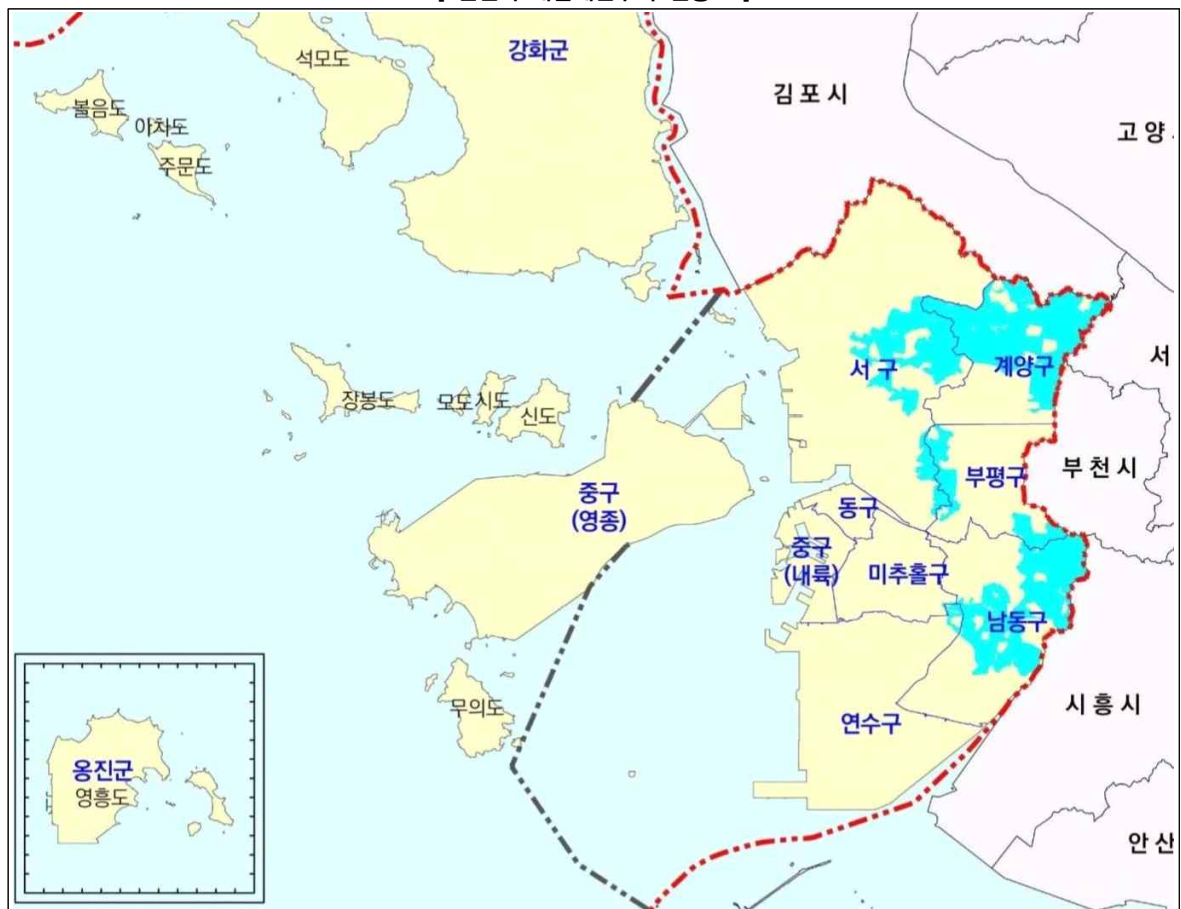 강화군
석모도
김 포 시
볼음도
아차도
고 양
주문도
서
서 구
계양구
장봉도
모도
시도
신도
부 천 시
부평구
중구
(영종)
동구
중구
(내륙)
미추홀구
남동구
무의도
연수구
시 흥 시
옹진군
영흥도
안 산